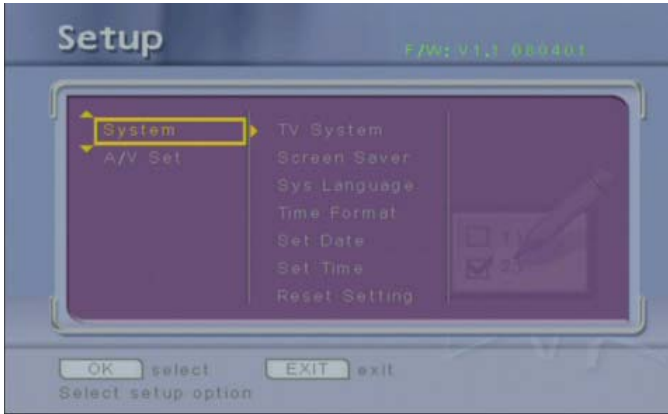 Setup
F/W: V1.1 080401
System
A/V Set
TV System
Screen Saver
Sys Language
Time Format
Set Date
Set Time
Reset Setting
OK select
EXIT exit
Select setup option